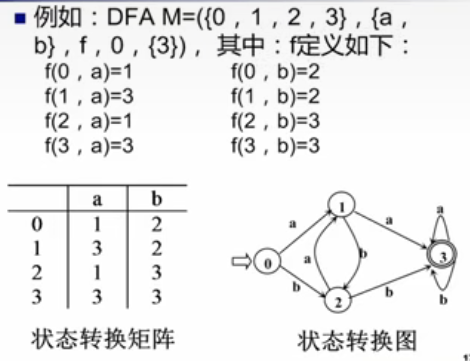 ■ 例如：DFA M=({0，1，2，3}，{a，
b}，f，0，{3})，其中：f定义如下：
f(0，a)=1 f(0，b)=2
f(1，a)=3 f(1，b)=2
f(2，a)=1 f(2，b)=3
f(3，a)=3 f(3，b)=3
a b
0 1 2
1 3 2
2 1 3
3 3 3
状态转换矩阵
1
a a a
0 a b 3
b b b
2
状态转换图